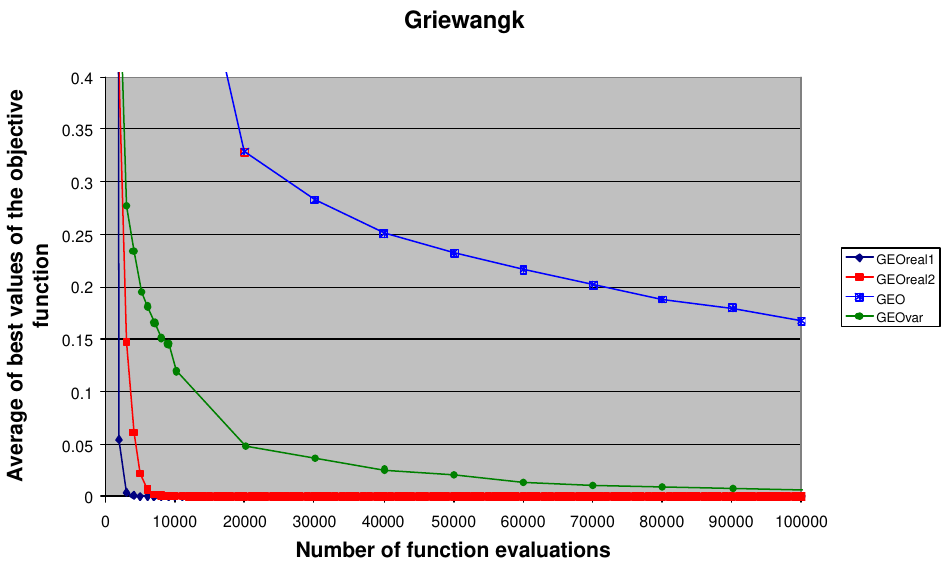 Griewangk
Average of best values of the objective
function
0.4
0.35
0.3
0.25
0.2
0.15
0.1
0.05
0
0 10000 20000 30000 40000 50000 60000 70000 80000 90000 100000
Number of function evaluations
GEOreal1
GEOreal2
GEO
GEOvar